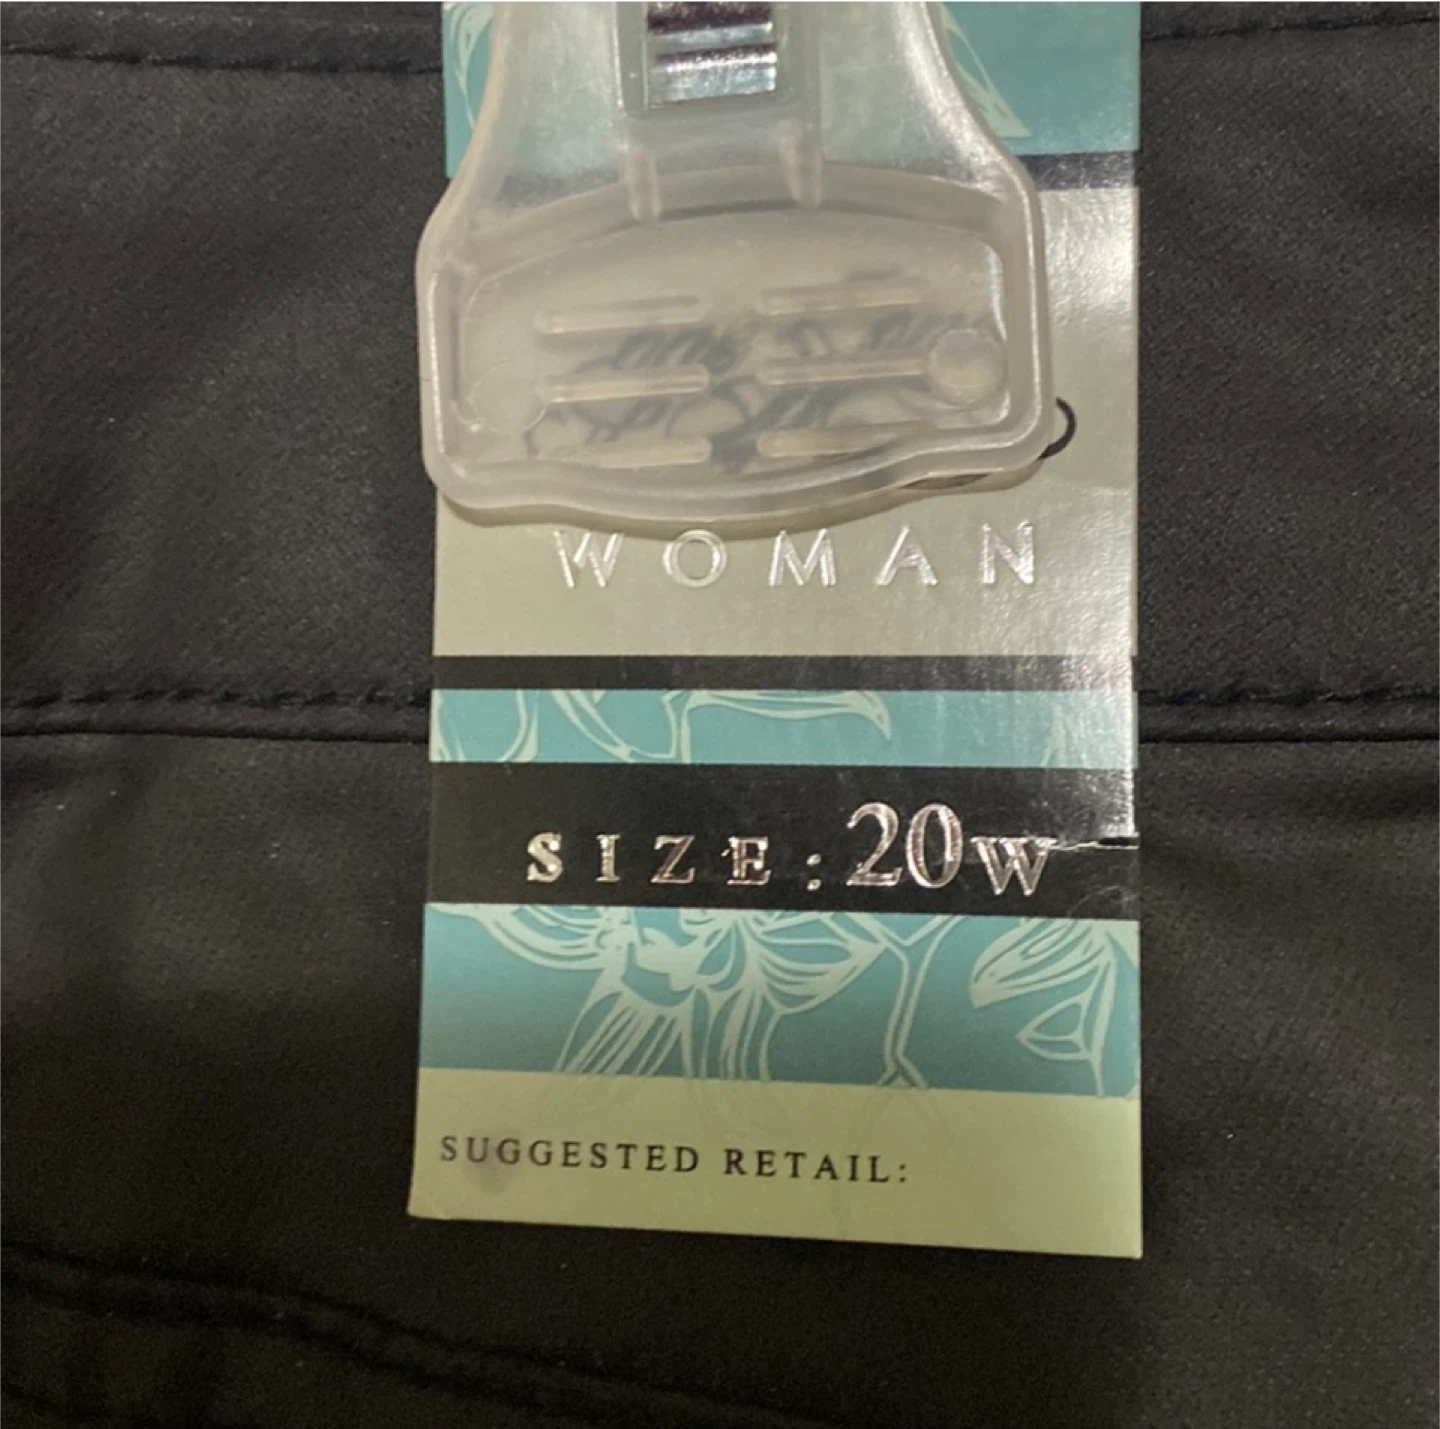 WOMAN
SIZE: 20W
SUGGESTED RETAIL: